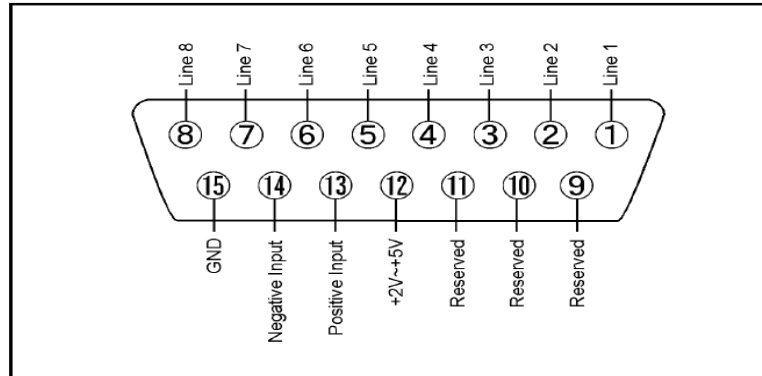 Line 8
Line 7
Line 6
Line 5
Line 4
Line 3
Line 2
Line 1
8
7
6
5
4
3
2
1
15
14
13
12
11
10
9
GND
Negative Input
Positive Input
+2V~+5V
Reserved
Reserved
Reserved